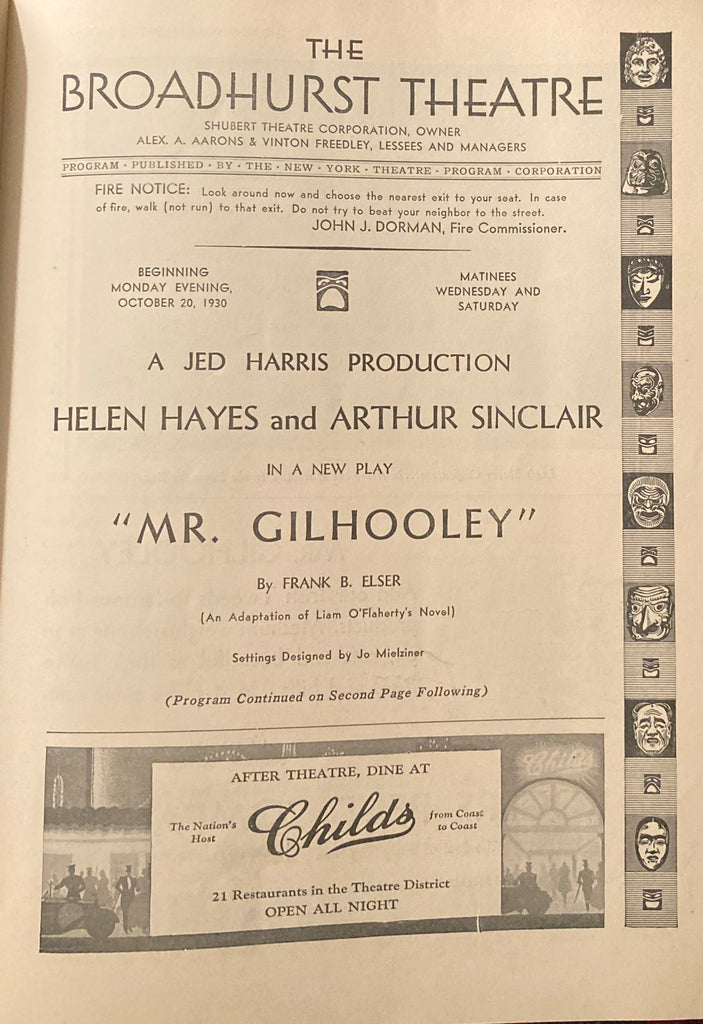 THE
BROADHURST THEATRE
SHUBERT THEATRE CORPORATION, OWNER
ALEX. A. AARONS & VINTON FREEDLEY, LESSEES AND MANAGERS
PROGRAM · PUBLISHED · BY · THE · NEW · YORK · THEATRE · PROGRAM · CORPORATION
FIRE NOTICE: Look around now and choose the nearest exit to your seat. In case
of fire, walk (not run) to that exit. Do not try to beat your neighbor to the street.
JOHN J. DORMAN, Fire Commissioner.
BEGINNING
MONDAY EVENING,
OCTOBER 20, 1930
MATINEES
WEDNESDAY AND
SATURDAY
A JED HARRIS PRODUCTION
HELEN HAYES and ARTHUR SINCLAIR
IN A NEW PLAY
"MR. GILHOOLEY"
By FRANK B. ELSER
(An Adaptation of Liam O'Flaherty's Novel)
Settings Designed by Jo Mielziner
(Program Continued on Second Page Following)
AFTER THEATRE, DINE AT
The Nation's
Host
Childs
from Coast
to Coast
21 Restaurants in the Theatre District
OPEN ALL NIGHT
Childs